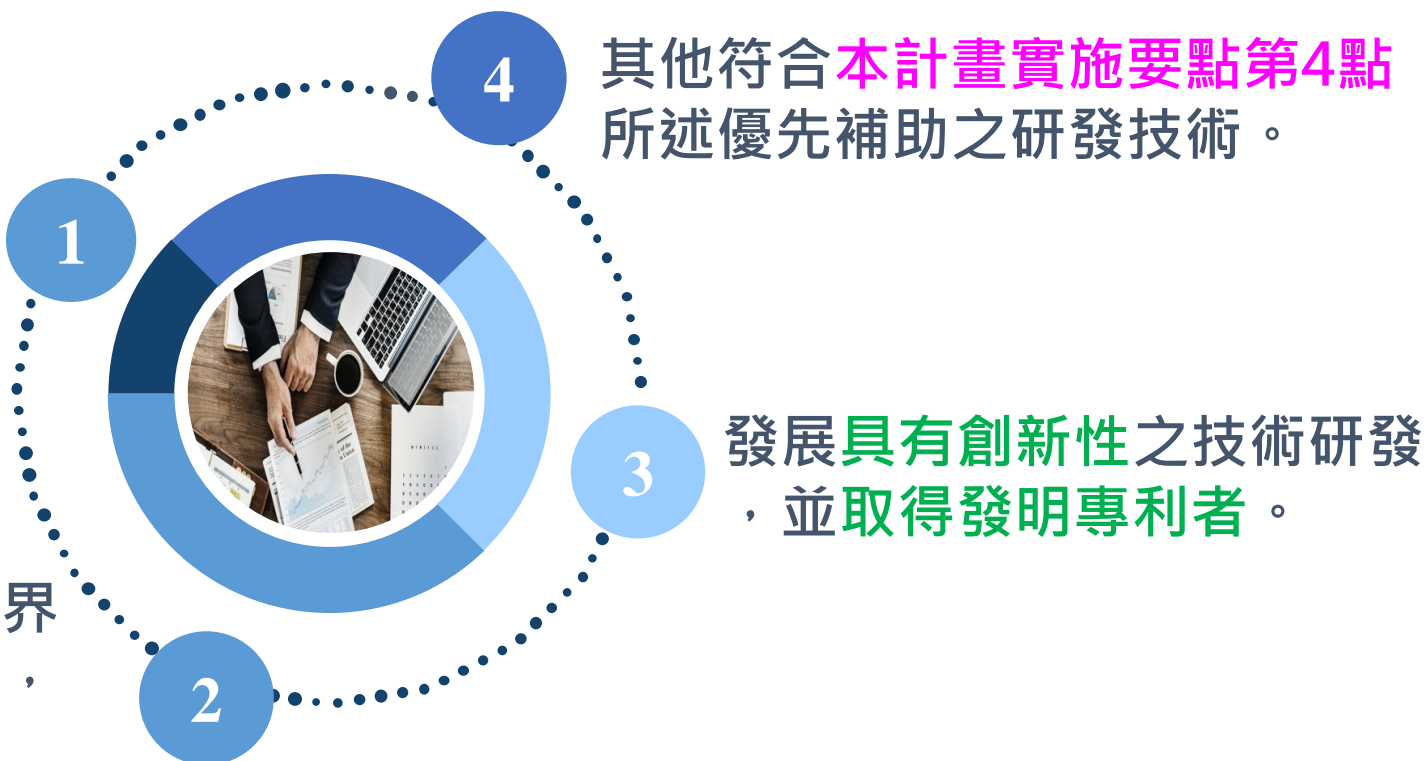 4
其他符合本計畫實施要點第4點
所述優先補助之研發技術。
1
3
發展具有創新性之技術研發
，並取得發明專利者。
界
，
2